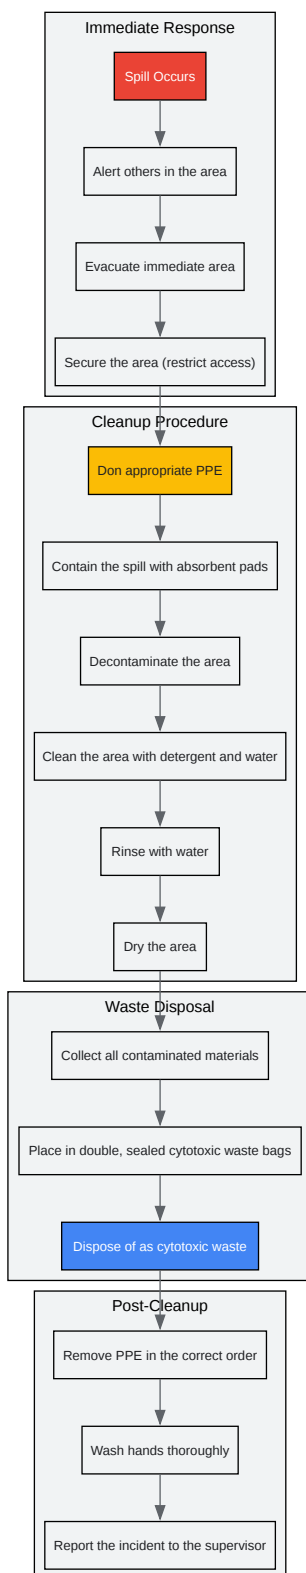 Immediate Response
Spill Occurs
Alert others in the area
Evacuate immediate area
Secure the area (restrict access)
Cleanup Procedure
Don appropriate PPE
Contain the spill with absorbent pads
Decontaminate the area
Clean the area with detergent and water
Rinse with water
Dry the area
Waste Disposal
Collect all contaminated materials
Place in double, sealed cytotoxic waste bags
Dispose of as cytotoxic waste
Post-Cleanup
Remove PPE in the correct order
Wash hands thoroughly
Report the incident to the supervisor